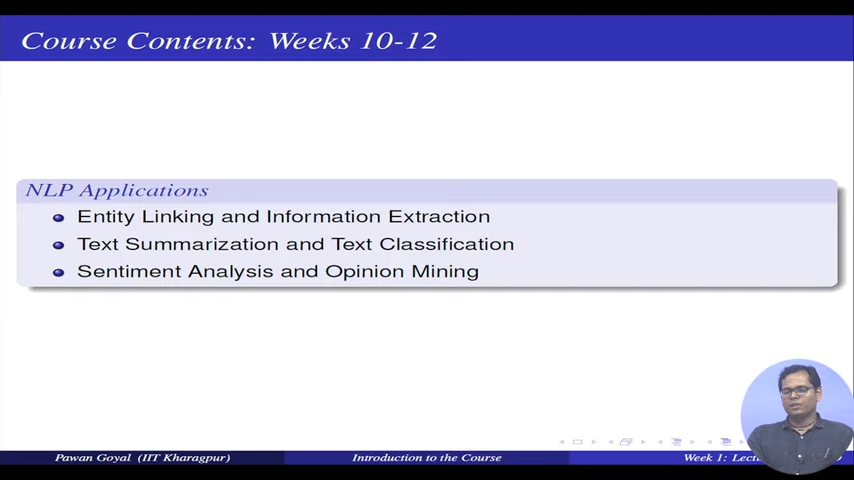 Course Contents: Weeks 10-12
NLP Applications
Entity Linking and Information Extraction
Text Summarization and Text Classification
Sentiment Analysis and Opinion Mining
Pawan Goyal (IIT Kharagpur) Introduction to the Course Week 1: